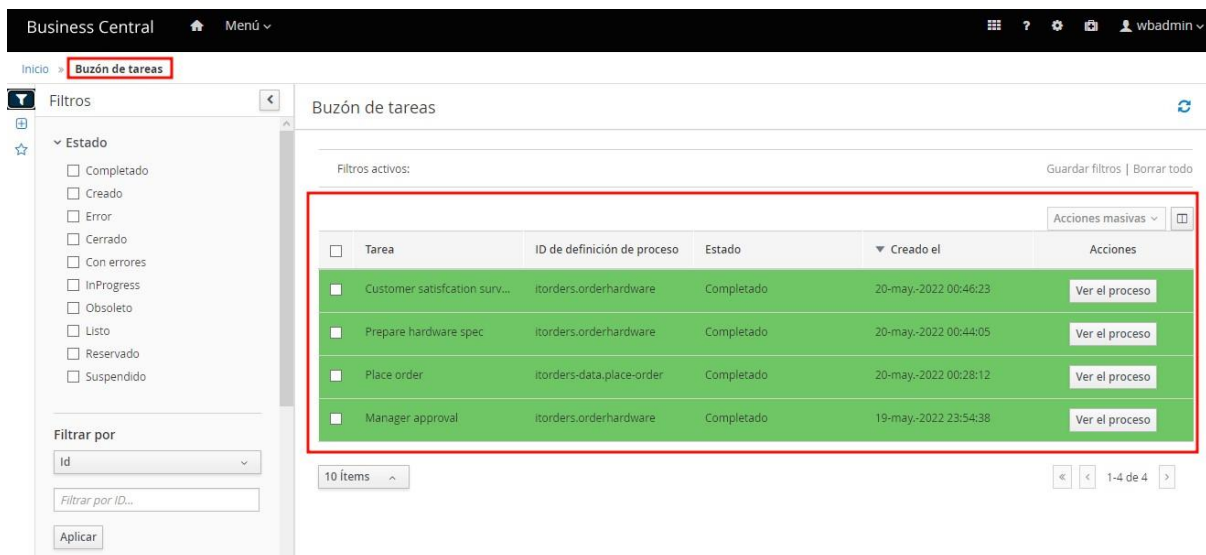 Business Central Menú ? wbadmin
Inicio » Buzón de tareas
Filtros
Estado
Completado
Creado
Error
Cerrado
Con errores
InProgress
Obsoleto
Listo
Reservado
Suspendido
Filtrar por
Id
Filtrar por ID...
Aplicar
Buzón de tareas
Filtros activos: Guardar filtros | Borrar todo
Acciones masivas
Tarea ID de definición de proceso Estado Creado el Acciones
Customer satisfcation surv... itorders.orderhardware Completado 20-may.-2022 00:46:23 Ver el proceso
Prepare hardware spec itorders.orderhardware Completado 20-may.-2022 00:44:05 Ver el proceso
Place order itorders-data.place-order Completado 20-may.-2022 00:28:12 Ver el proceso
Manager approval itorders.orderhardware Completado 19-may.-2022 23:54:38 Ver el proceso
10 Ítems « < 1-4 de 4 >